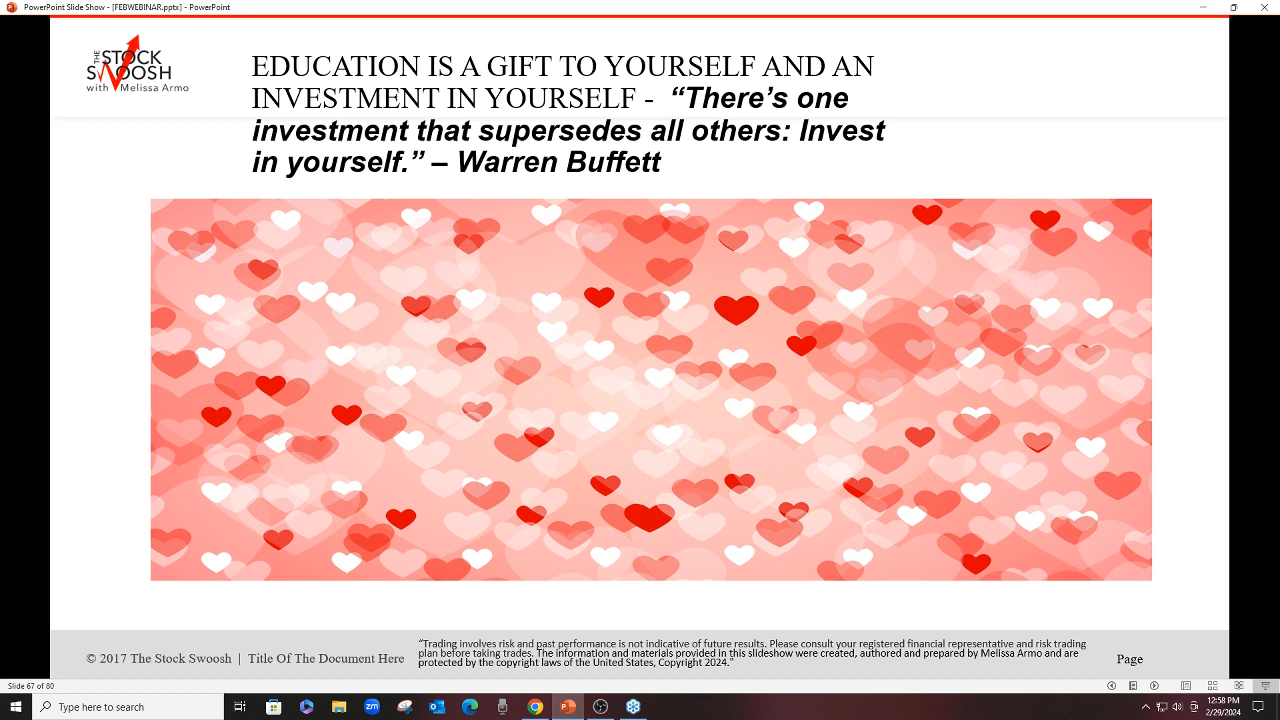 PowerPoint Slide Show - [FEBWEBINAR.pptx] - PowerPoint
THE STOCK
SWOOSH
with Melissa Armo
EDUCATION IS A GIFT TO YOURSELF AND AN
INVESTMENT IN YOURSELF - “There’s one
investment that supersedes all others: Invest
in yourself.” – Warren Buffett
© 2017 The Stock Swoosh | Title Of The Document Here
“Trading involves risk and past performance is not indicative of future results. Please consult your registered financial representative and risk trading
plan before taking trades. The information and materials provided in this slideshow were created, authored and prepared by Melissa Armo and are
protected by the copyright laws of the United States, Copyright 2024.”
Page
Slide 67 of 80
Type here to search
zm
12:58 PM
2/29/2024